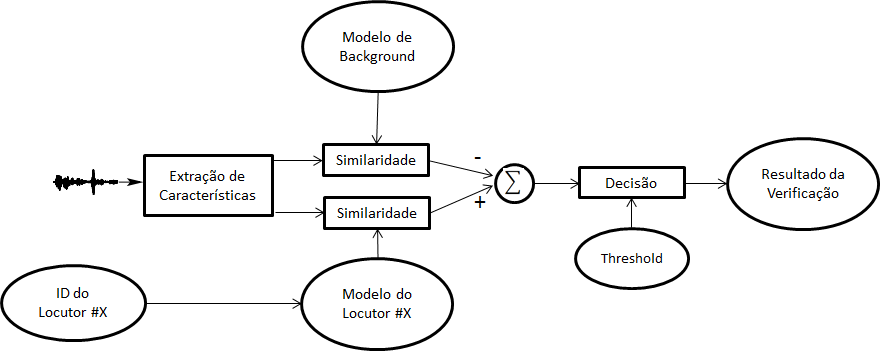 Modelo de
Background
Similaridade
Extração de
Características
-
∑
+
Similaridade
Decisão
Resultado da
Verificação
Threshold
ID do
Locutor #X
Modelo do
Locutor #X